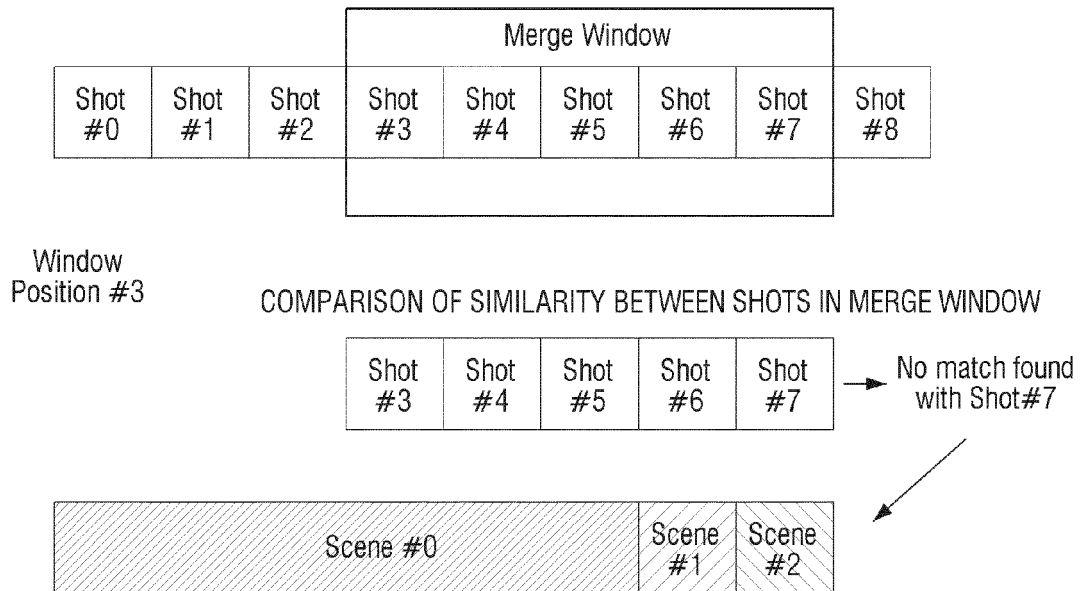 Merge Window
Shot #0
Shot #1
Shot #2
Shot #3
Shot #4
Shot #5
Shot #6
Shot #7
Shot #8
Window
Position #3
COMPARISON OF SIMILARITY BETWEEN SHOTS IN MERGE WINDOW
Shot #3
Shot #4
Shot #5
Shot #6
Shot #7
No match found
with Shot#7
Scene #0
Scene #1
Scene #2